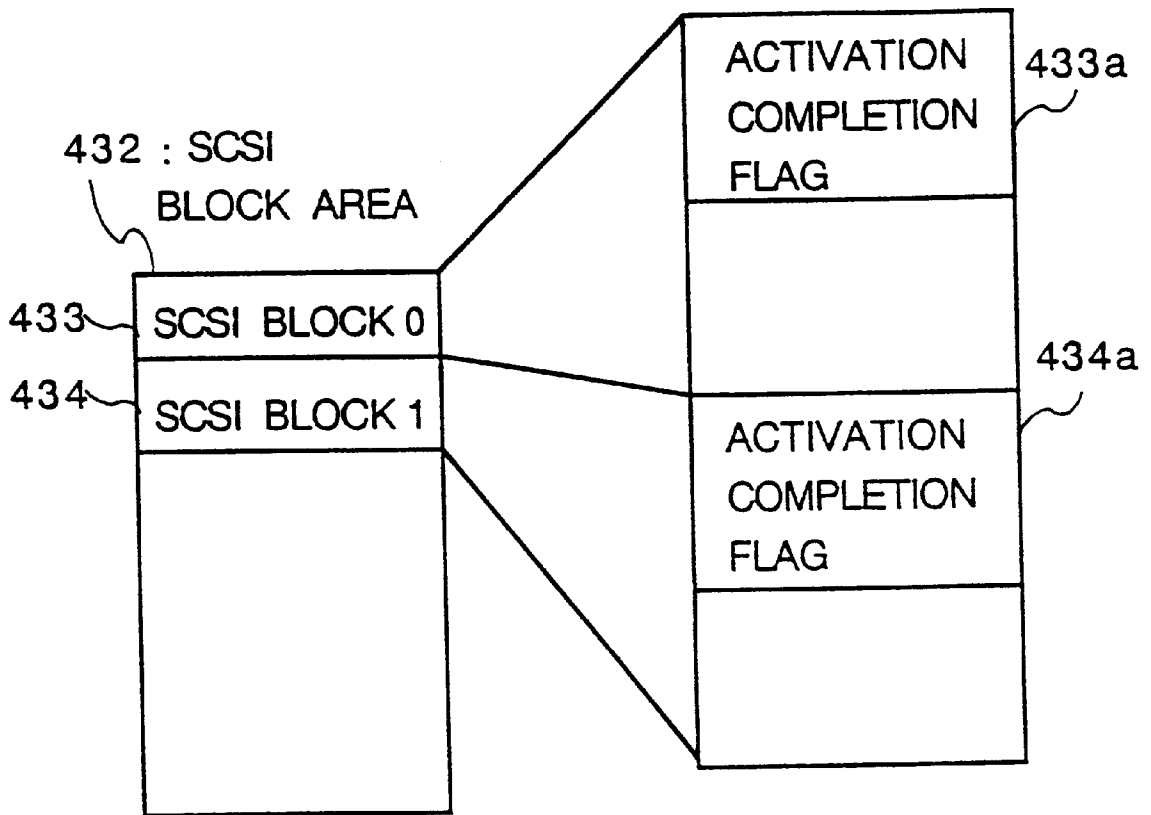 432 : SCSI
BLOCK AREA
433
SCSI BLOCK 0
434
SCSI BLOCK 1
ACTIVATION
COMPLETION
FLAG
433a
ACTIVATION
COMPLETION
FLAG
434a